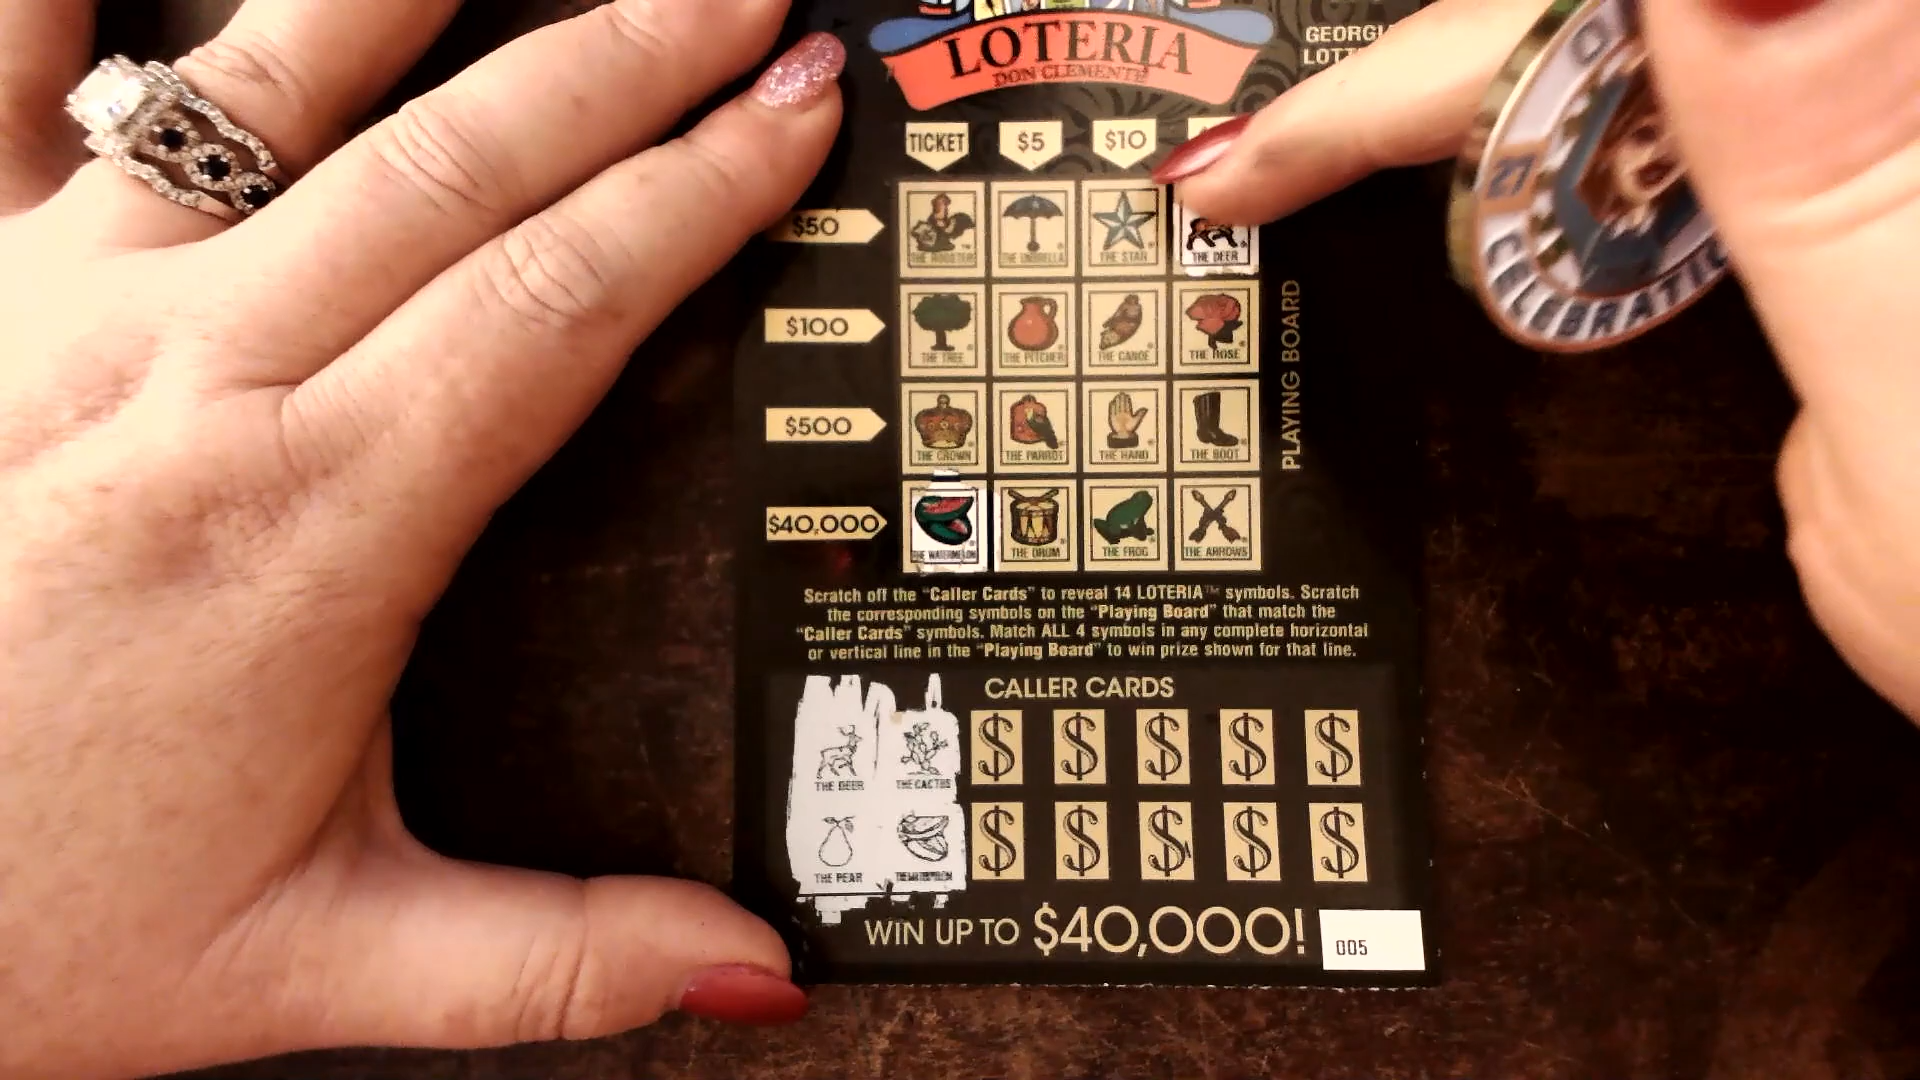 LOTERIA
DON CLEMENTE
GEORGIA
TICKET $5 $10
$50
THE ROOSTER THE UMBRELLA THE STAR THE DEER
$100
THE TREE THE PITCHER THE CANOE THE ROSE
$500
THE CROWN THE PARROT THE HAND THE BOOT
$40,000
THE WATERMELON THE DRUM THE FROG THE ARROWS
PLAYING BOARD
Scratch off the "Caller Cards" to reveal 14 LOTERIA™ symbols. Scratch
the corresponding symbols on the "Playing Board" that match the
"Caller Cards" symbols. Match ALL 4 symbols in any complete horizontal
or vertical line in the "Playing Board" to win prize shown for that line.
CALLER CARDS
THE DEER THE CACTUS $ $ $ $ $
THE PEAR THE WATERMELON $ $ $ $ $
WIN UP TO $40,000!
005
27